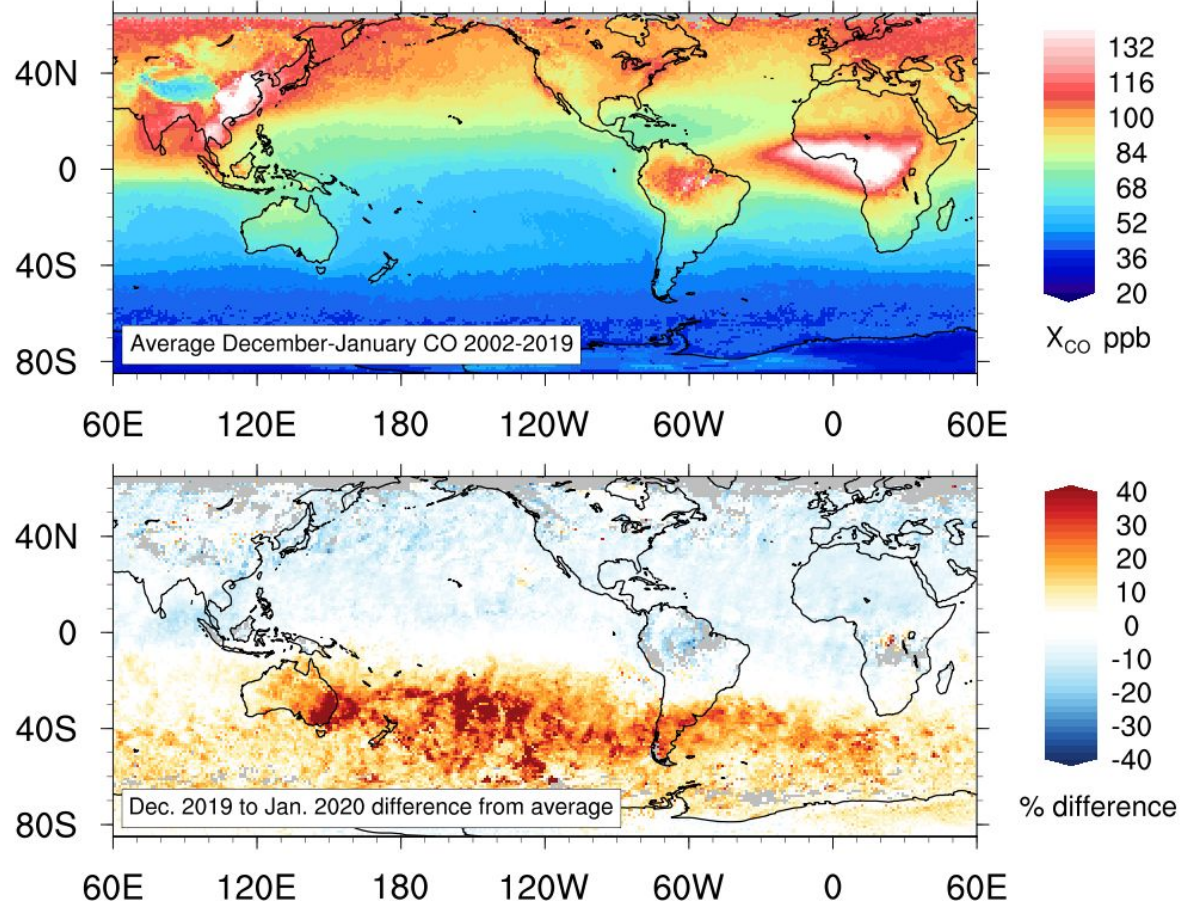 40N
0
40S
80S
Average December-January CO 2002-2019
60E 120E 180 120W 60W 0 60E
132
116
100
84
68
52
36
20
X_CO ppb
40N
0
40S
80S
Dec. 2019 to Jan. 2020 difference from average
60E 120E 180 120W 60W 0 60E
40
30
20
10
0
-10
-20
-30
-40
% difference